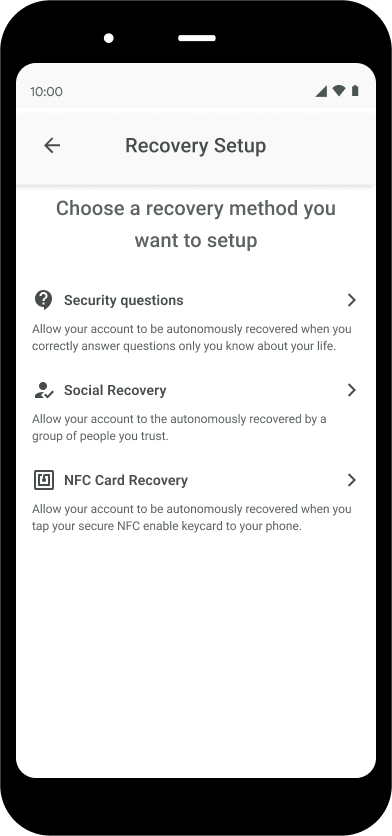 10:00
Recovery Setup
Choose a recovery method you
want to setup
Security questions
Allow your account to be autonomously recovered when you
correctly answer questions only you know about your life.
Social Recovery
Allow your account to the autonomously recovered by a
group of people you trust.
NFC Card Recovery
Allow your account to be autonomously recovered when you
tap your secure NFC enable keycard to your phone.